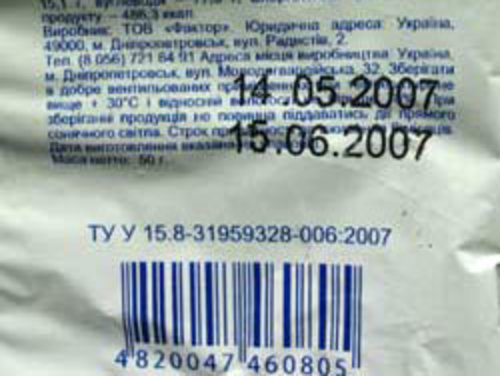 продукту – 486,3 ккал.
Виробник: ТОВ «Фактор». Юридична адреса: Україна,
49000, м. Дніпропетровськ, вул. Радистів, 2.
Тел. (8 056) 721 64 91 Адреса місця виробництва: Україна,
м. Дніпропетровськ, вул. Молодогвардійська, 32. Зберігати
в добре вентильованих
14.05.2007
вище + 30°C і відносній При
зберіганні продукція не повинна піддаватись дії прямого
15.06.2007
сонячного світла. Строк
Дата виготовлення
Маса нетто: 50 г.
ТУ У 15.8-31959328-006:2007
4820047460805